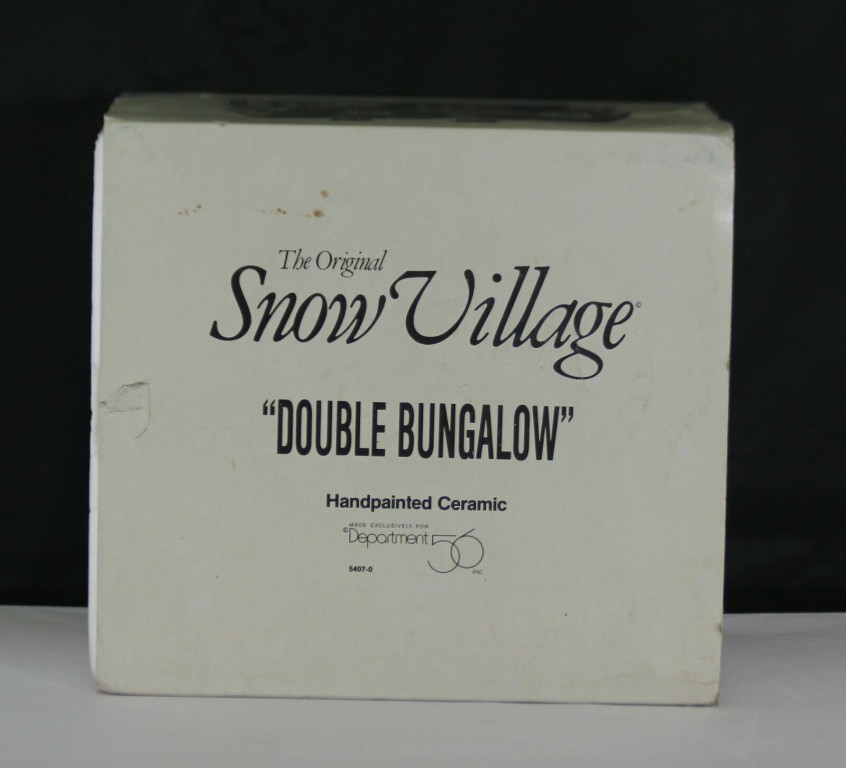 The Original
Snow Village©
“DOUBLE BUNGALOW”
Handpainted Ceramic
MADE EXCLUSIVELY FOR
©Department 56
INC.
5407-0